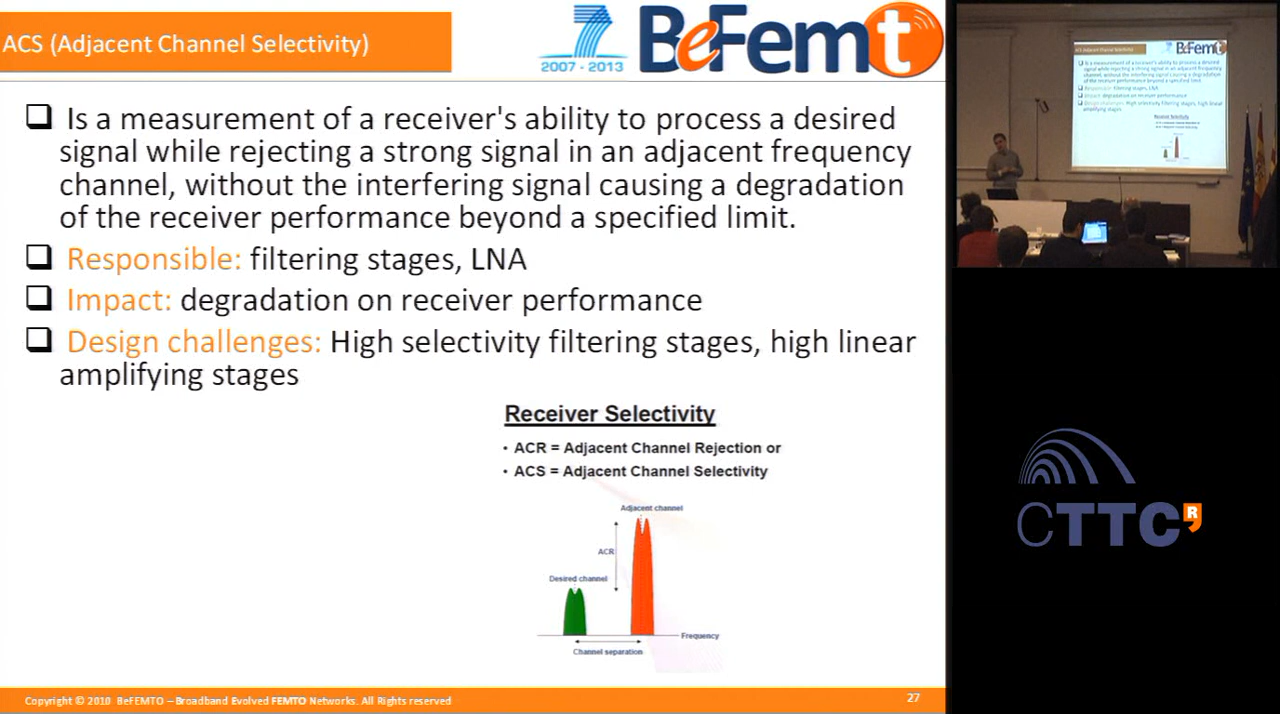 ACS (Adjacent Channel Selectivity)
7
2007 - 2013
BeFemto
❑ Is a measurement of a receiver's ability to process a desired
signal while rejecting a strong signal in an adjacent frequency
channel, without the interfering signal causing a degradation
of the receiver performance beyond a specified limit.
❑ Responsible: filtering stages, LNA
❑ Impact: degradation on receiver performance
❑ Design challenges: High selectivity filtering stages, high linear
amplifying stages
Receiver Selectivity
• ACR = Adjacent Channel Rejection or
• ACS = Adjacent Channel Selectivity
Adjacent channel
ACR
Desired channel
Frequency
Channel separation
Copyright © 2010 BeFEMTO – Broadband Evolved FEMTO Networks. All Rights reserved
27
CTTC R